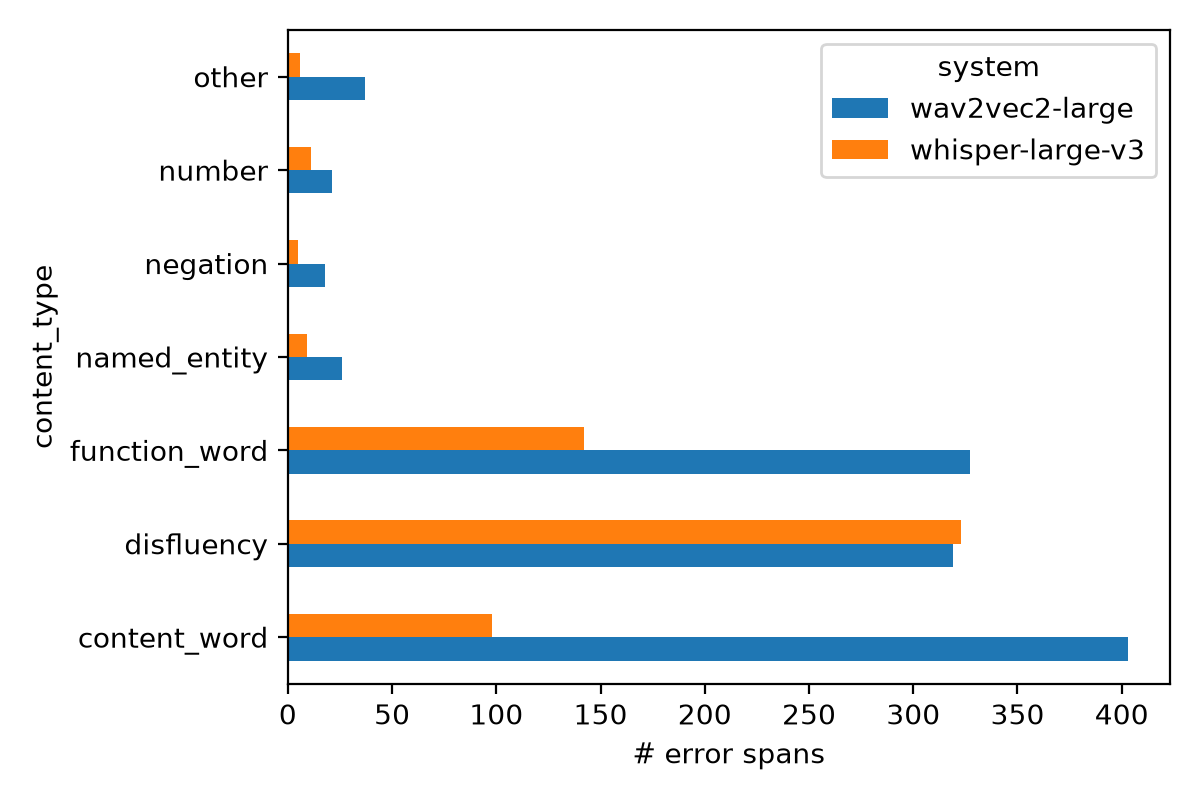 system
wav2vec2-large
whisper-large-v3
other
number
negation
named_entity
function_word
disfluency
content_word
content_type
0 50 100 150 200 250 300 350 400
# error spans